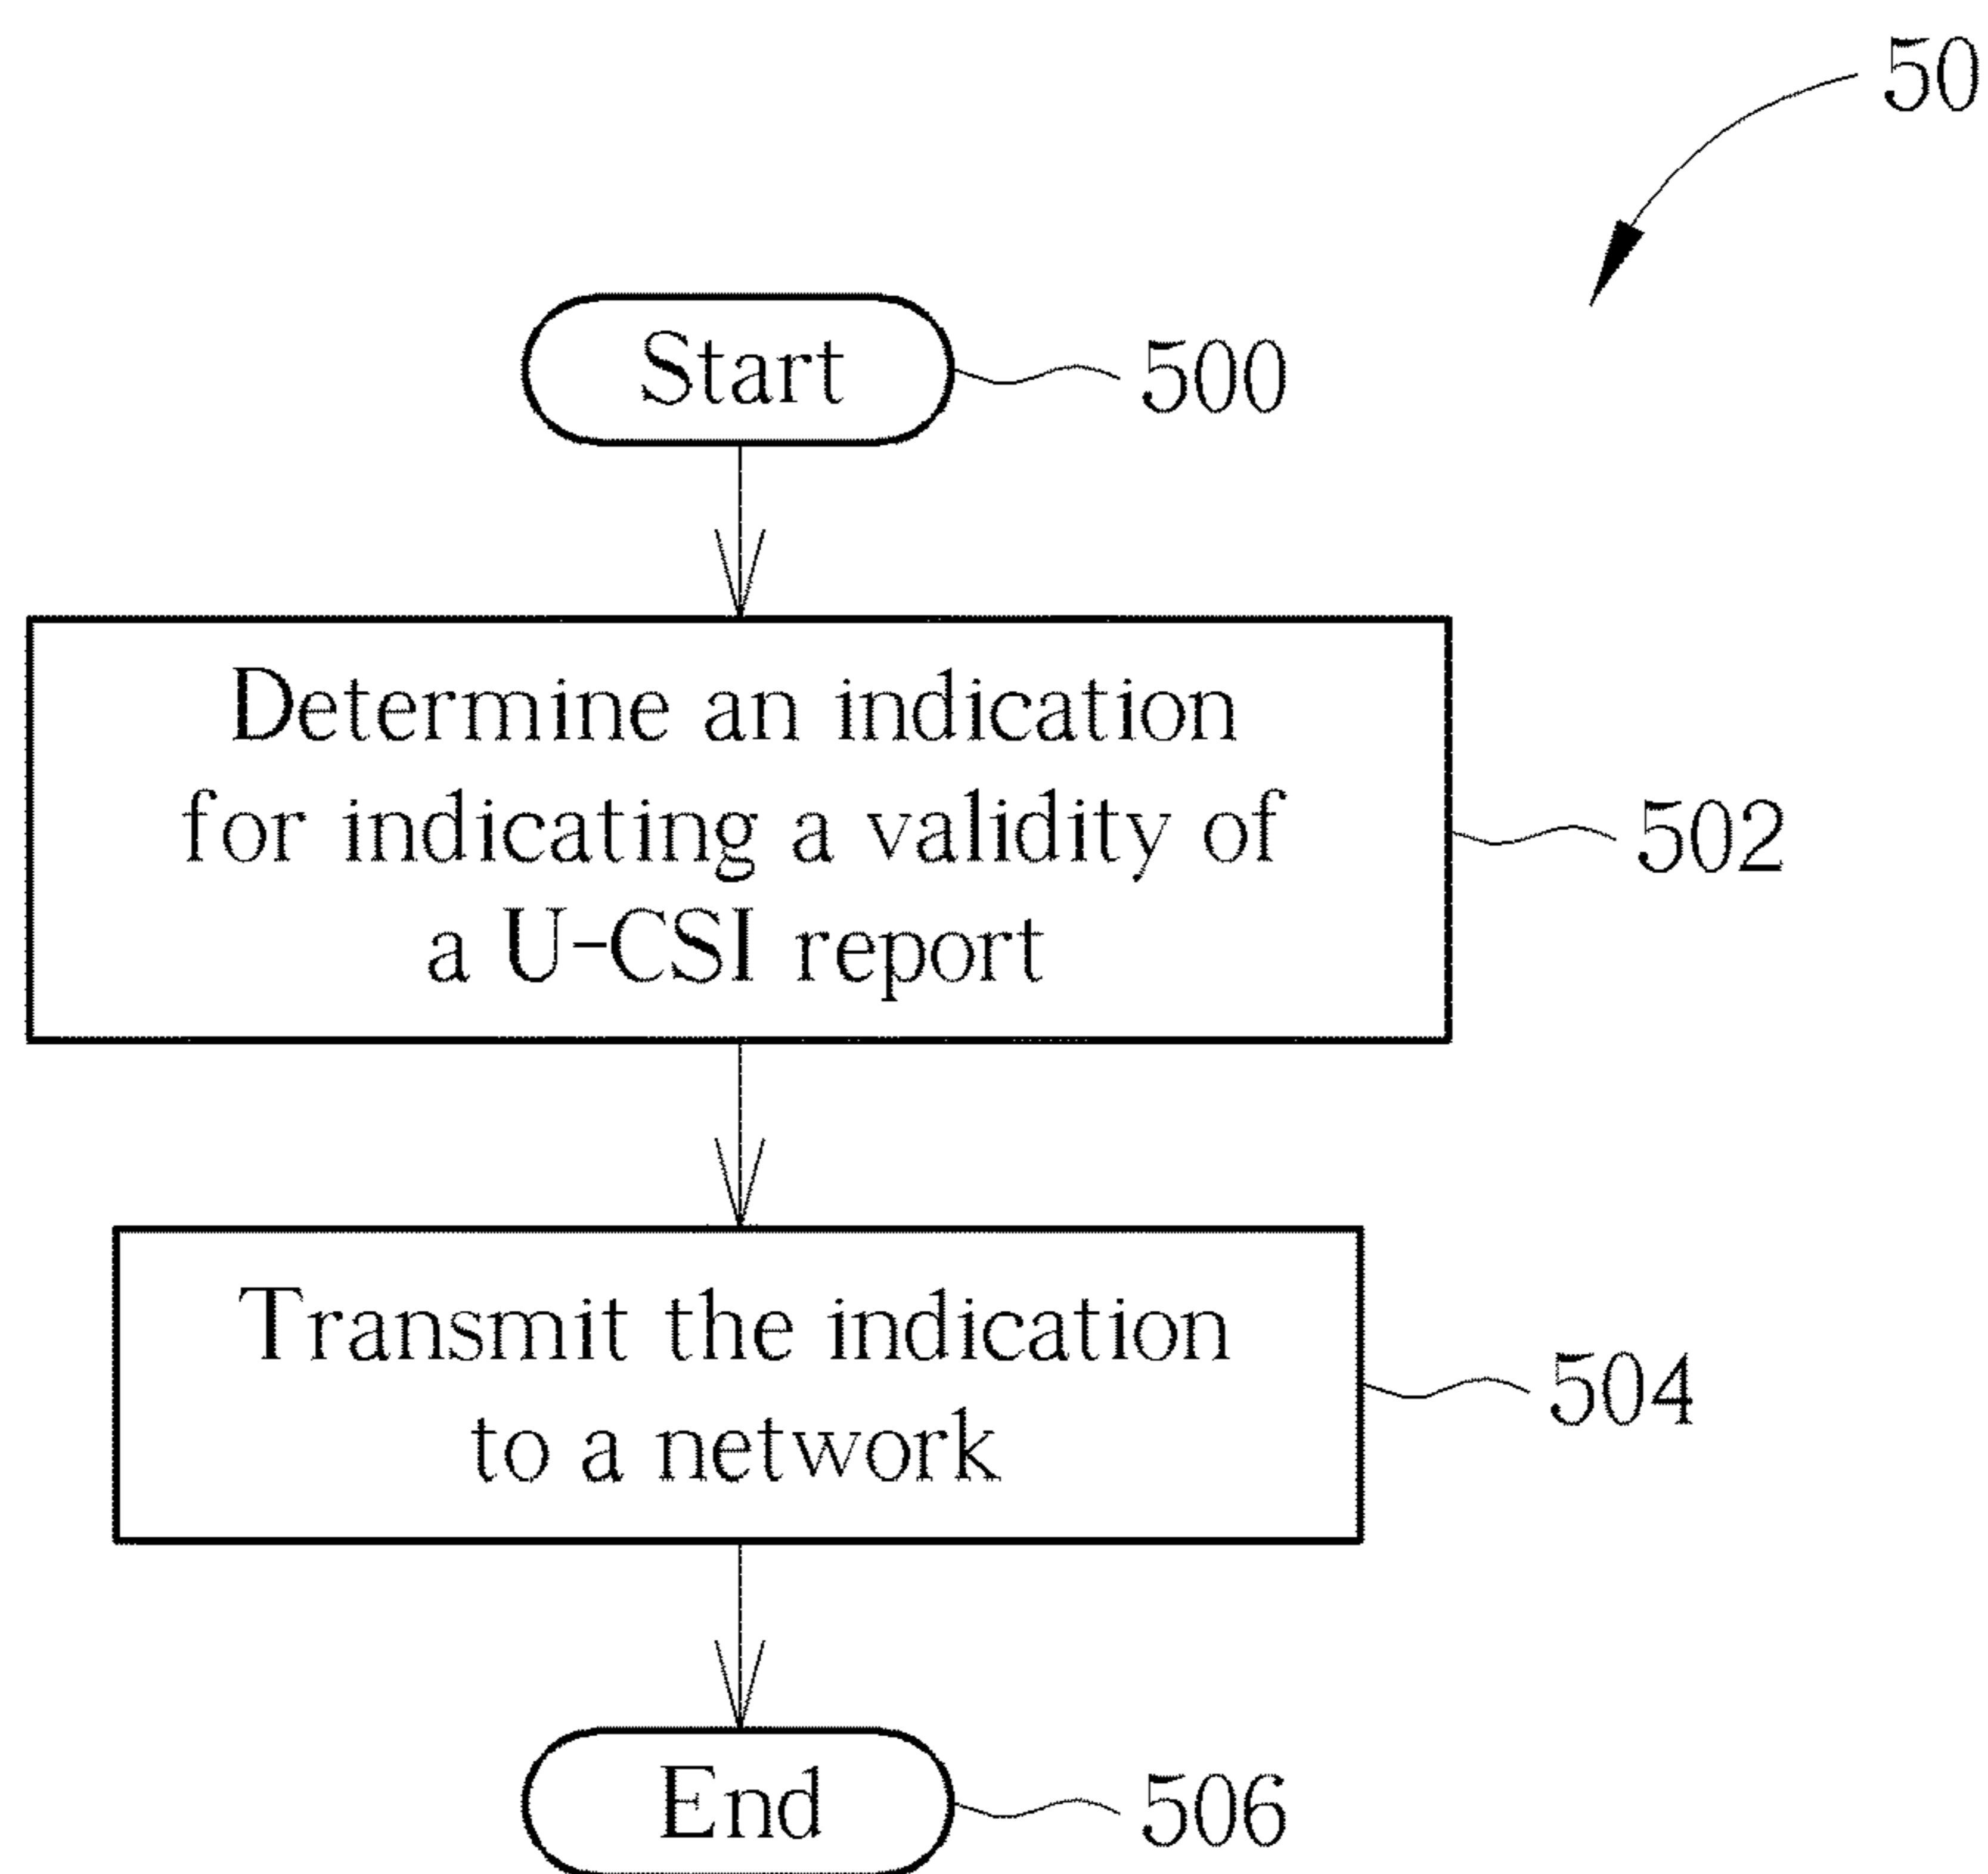 50
Start
500
Determine an indication
for indicating a validity of
a U-CSI report
502
Transmit the indication
to a network
504
End
506